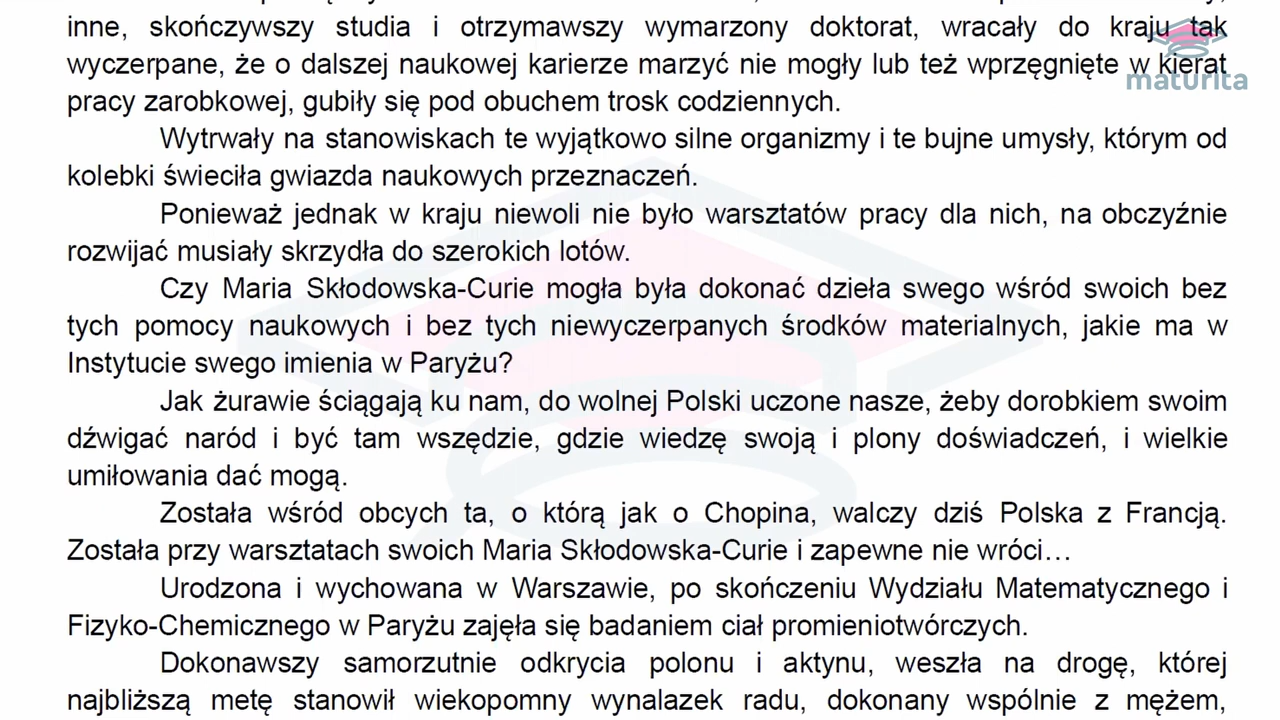 inne, skończywszy studia i otrzymawszy wymarzony doktorat, wracały do kraju tak
wyczerpane, że o dalszej naukowej karierze marzyć nie mogły lub też wprzęgnięte w kierat
maturita
pracy zarobkowej, gubiły się pod obuchem trosk codziennych.
Wytrwały na stanowiskach te wyjątkowo silne organizmy i te bujne umysły, którym od
kolebki świeciła gwiazda naukowych przeznaczeń.
Ponieważ jednak w kraju niewoli nie było warsztatów pracy dla nich, na obczyźnie
rozwijać musiały skrzydła do szerokich lotów.
Czy Maria Skłodowska-Curie mogła była dokonać dzieła swego wśród swoich bez
tych pomocy naukowych i bez tych niewyczerpanych środków materialnych, jakie ma w
Instytucie swego imienia w Paryżu?
Jak żurawie ściągają ku nam, do wolnej Polski uczone nasze, żeby dorobkiem swoim
dźwigać naród i być tam wszędzie, gdzie wiedzę swoją i plony doświadczeń, i wielkie
umiłowania dać mogą.
Została wśród obcych ta, o którą jak o Chopina, walczy dziś Polska z Francją.
Została przy warsztatach swoich Maria Skłodowska-Curie i zapewne nie wróci…
Urodzona i wychowana w Warszawie, po skończeniu Wydziału Matematycznego i
Fizyko-Chemicznego w Paryżu zajęła się badaniem ciał promieniotwórczych.
Dokonawszy samorzutnie odkrycia polonu i aktynu, weszła na drogę, której
najbliższą metę stanowił wiekopomny wynalazek radu, dokonany wspólnie z mężem,